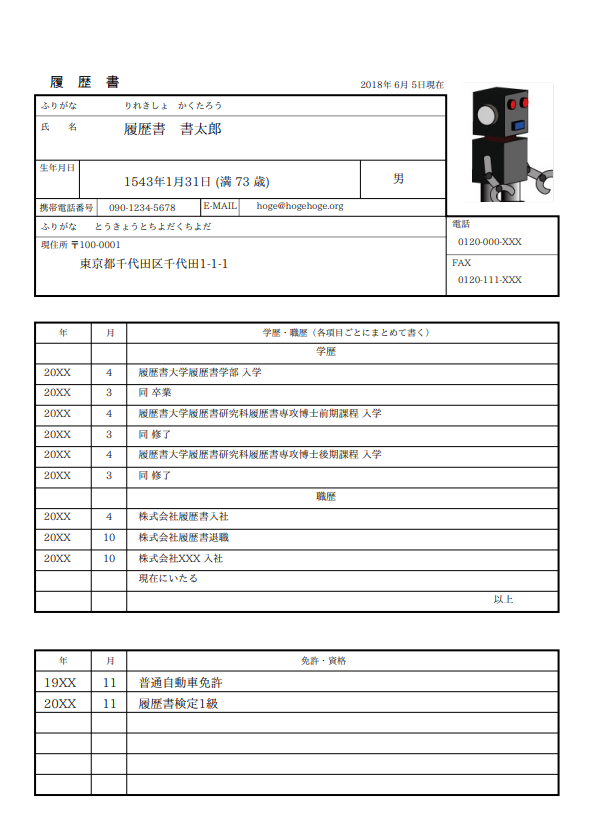 履 歴 書
2018年 6月 5日現在
ふりがな りれきしょ かくたろう
氏 名 履歴書 書太郎
生年月日 1543年1月31日 (満 73 歳) 男
携帯電話番号 090-1234-5678 E-MAIL hoge@hogehoge.org
ふりがな とうきょうとちよだくちよだ
現住所 〒100-0001
東京都千代田区千代田1-1-1
電話
0120-000-XXX
FAX
0120-111-XXX
年 月 学歴・職歴（各項目ごとにまとめて書く）
学歴
20XX 4 履歴書大学履歴書学部 入学
20XX 3 同 卒業
20XX 4 履歴書大学履歴書研究科履歴書専攻博士前期課程 入学
20XX 3 同 修了
20XX 4 履歴書大学履歴書研究科履歴書専攻博士後期課程 入学
20XX 3 同 修了
職歴
20XX 4 株式会社履歴書入社
20XX 10 株式会社履歴書退職
20XX 10 株式会社XXX 入社
現在にいたる
以上
年 月 免許・資格
19XX 11 普通自動車免許
20XX 11 履歴書検定1級